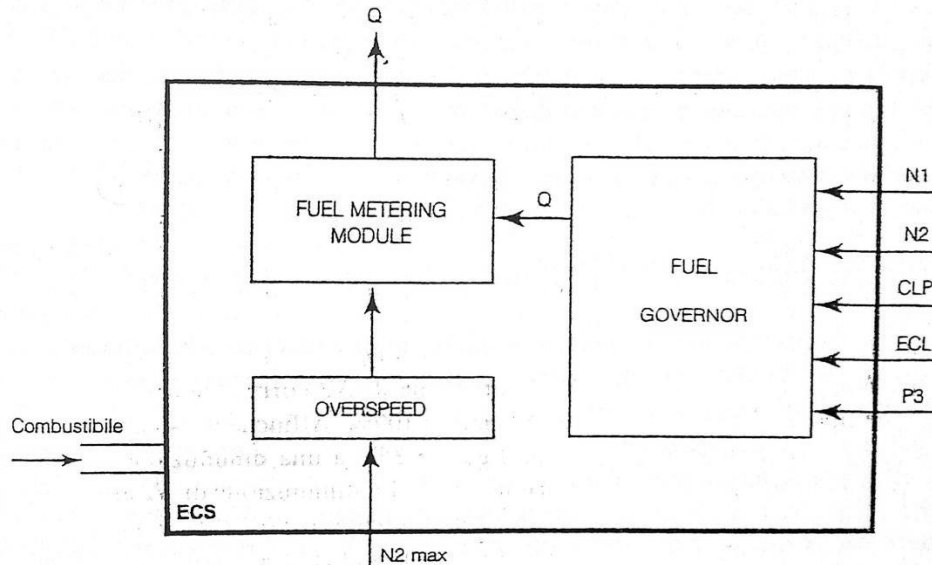 Q
FUEL METERING
MODULE
Q
FUEL
GOVERNOR
N1
N2
CLP
ECL
P3
OVERSPEED
Combustibile
ECS
N2 max